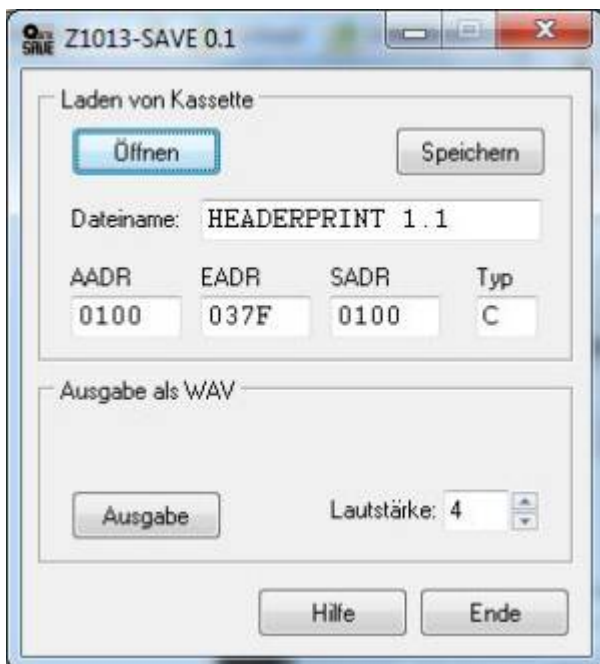 SAVE Z1013-SAVE 0.1
Laden von Kassette
Öffnen Speichern
Dateiname: HEADERPRINT 1.1
AADR EADR SADR Typ
0100 037F 0100 C
Ausgabe als WAV
Ausgabe Lautstärke: 4
Hilfe Ende